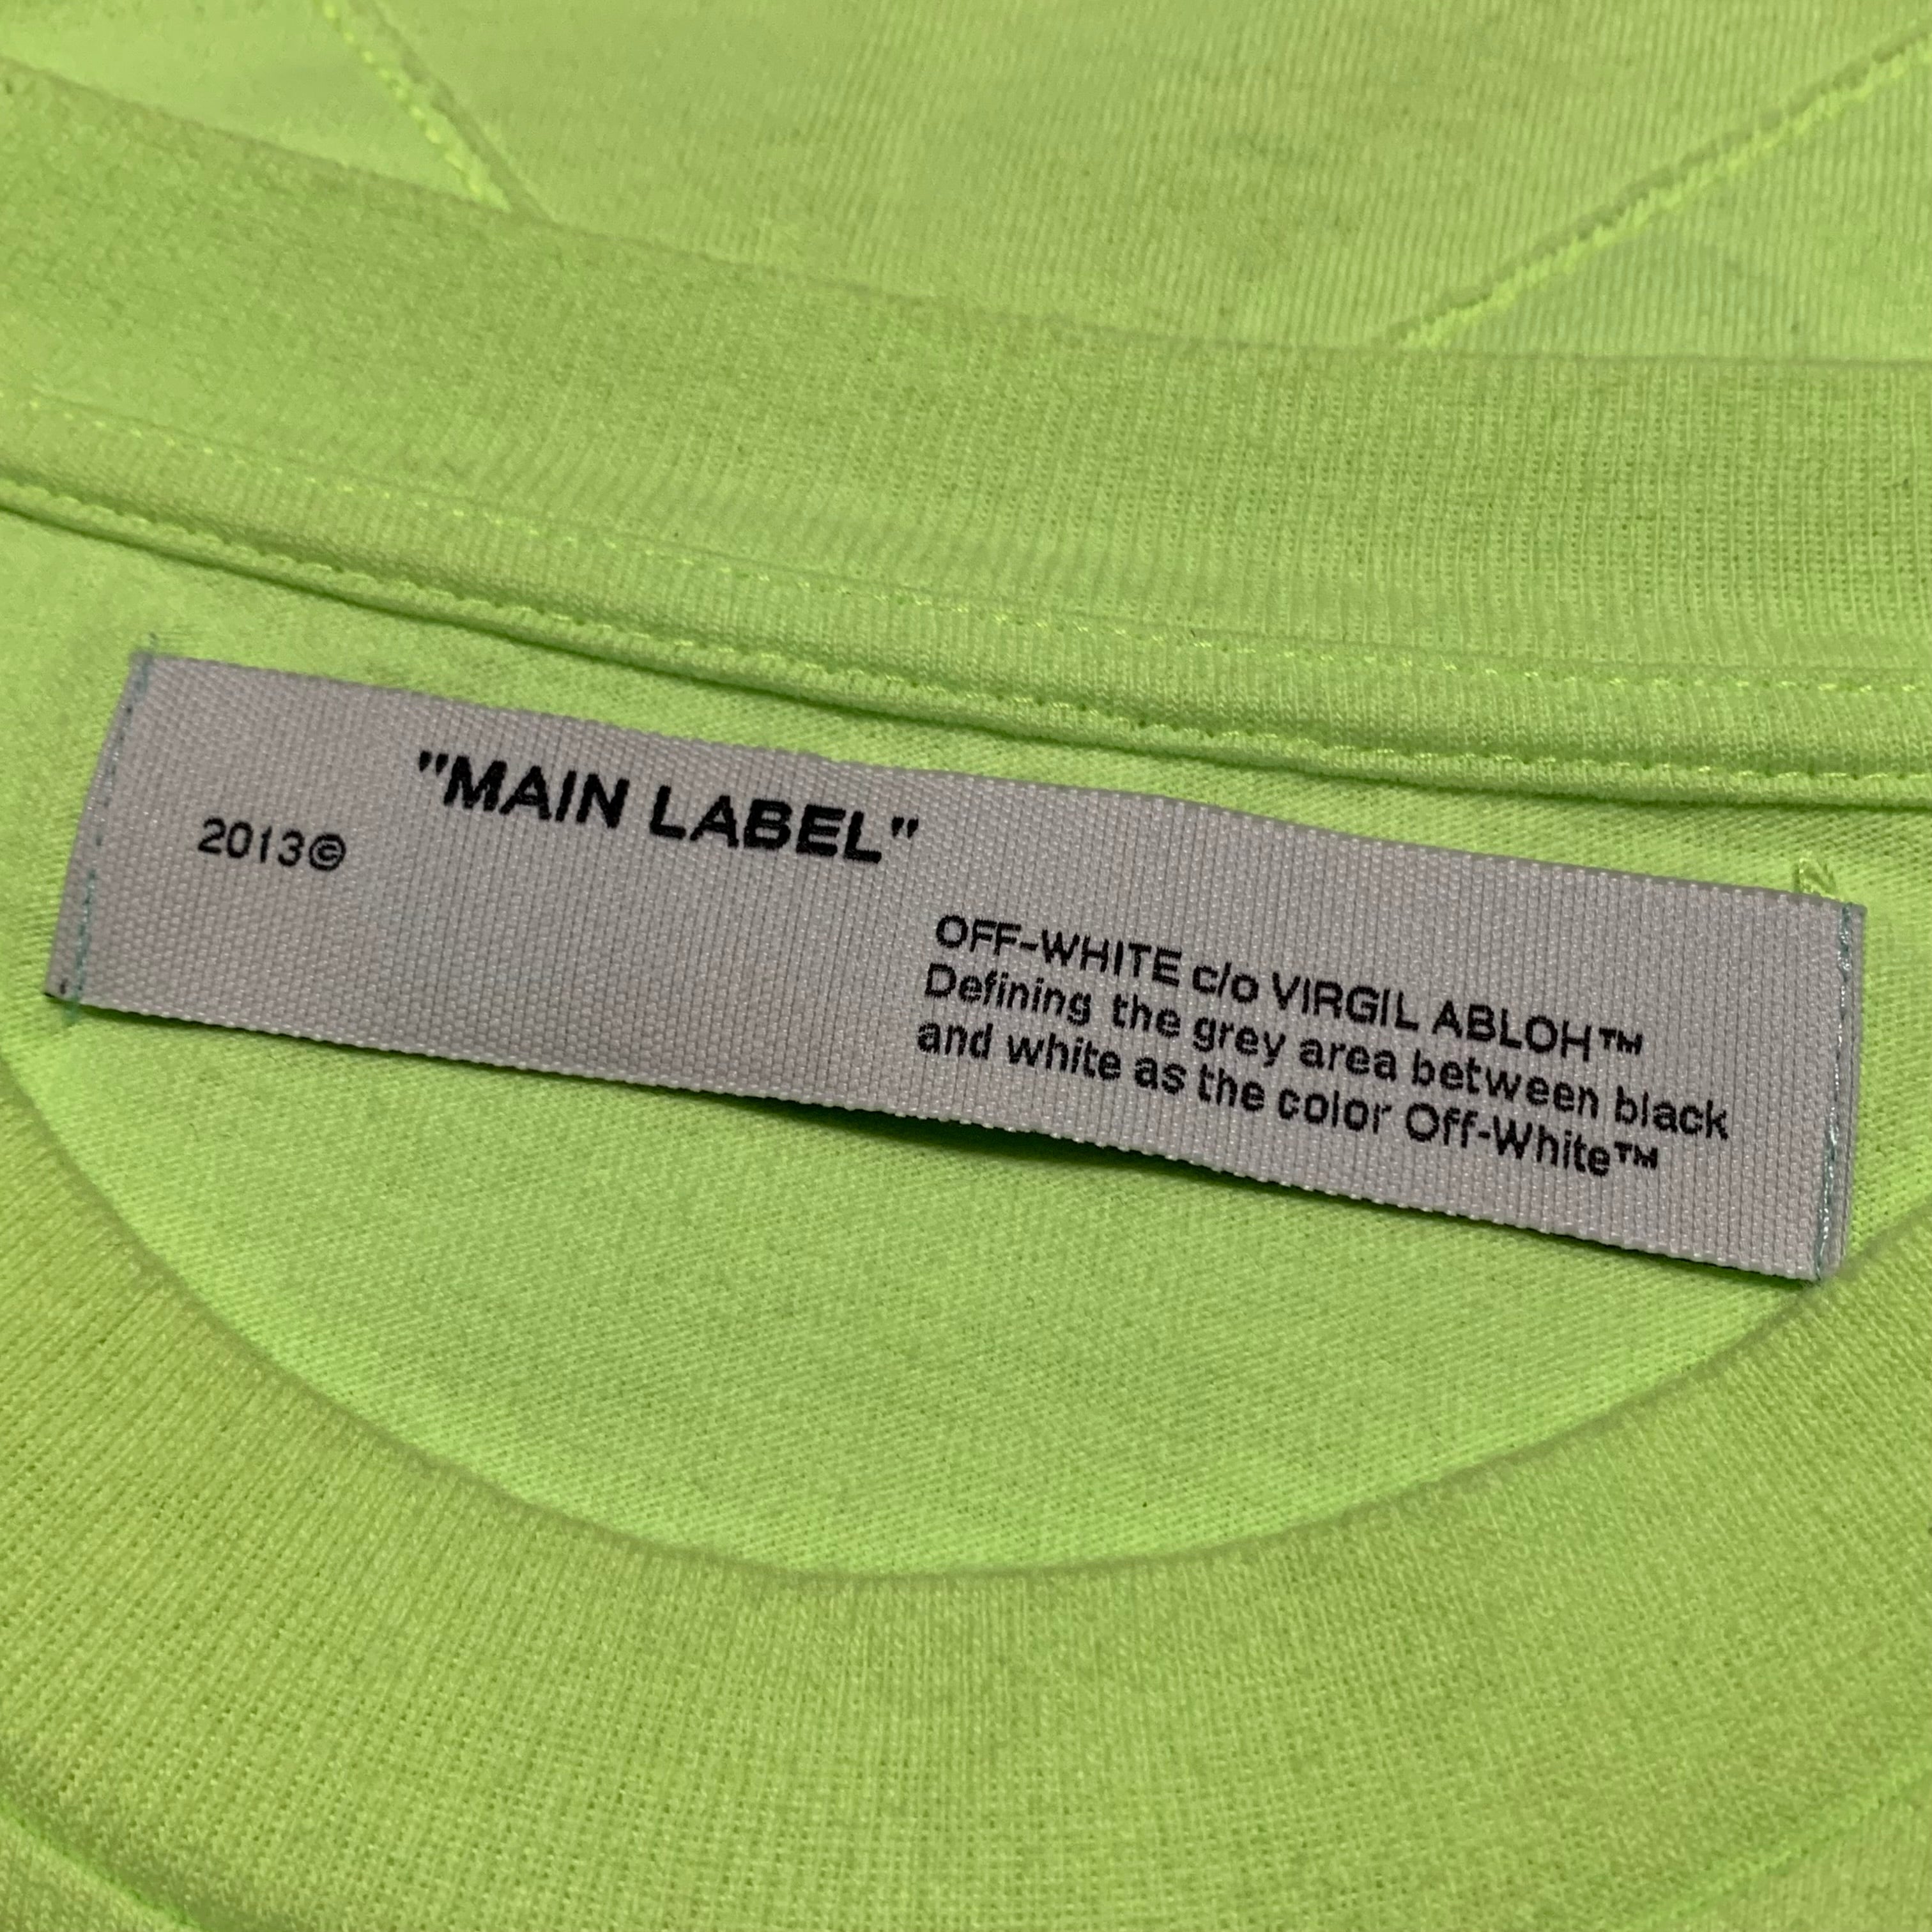 "MAIN LABEL"
2013©
OFF-WHITE c/o VIRGIL ABLOH™
Defining the grey area between black
and white as the color Off-White™